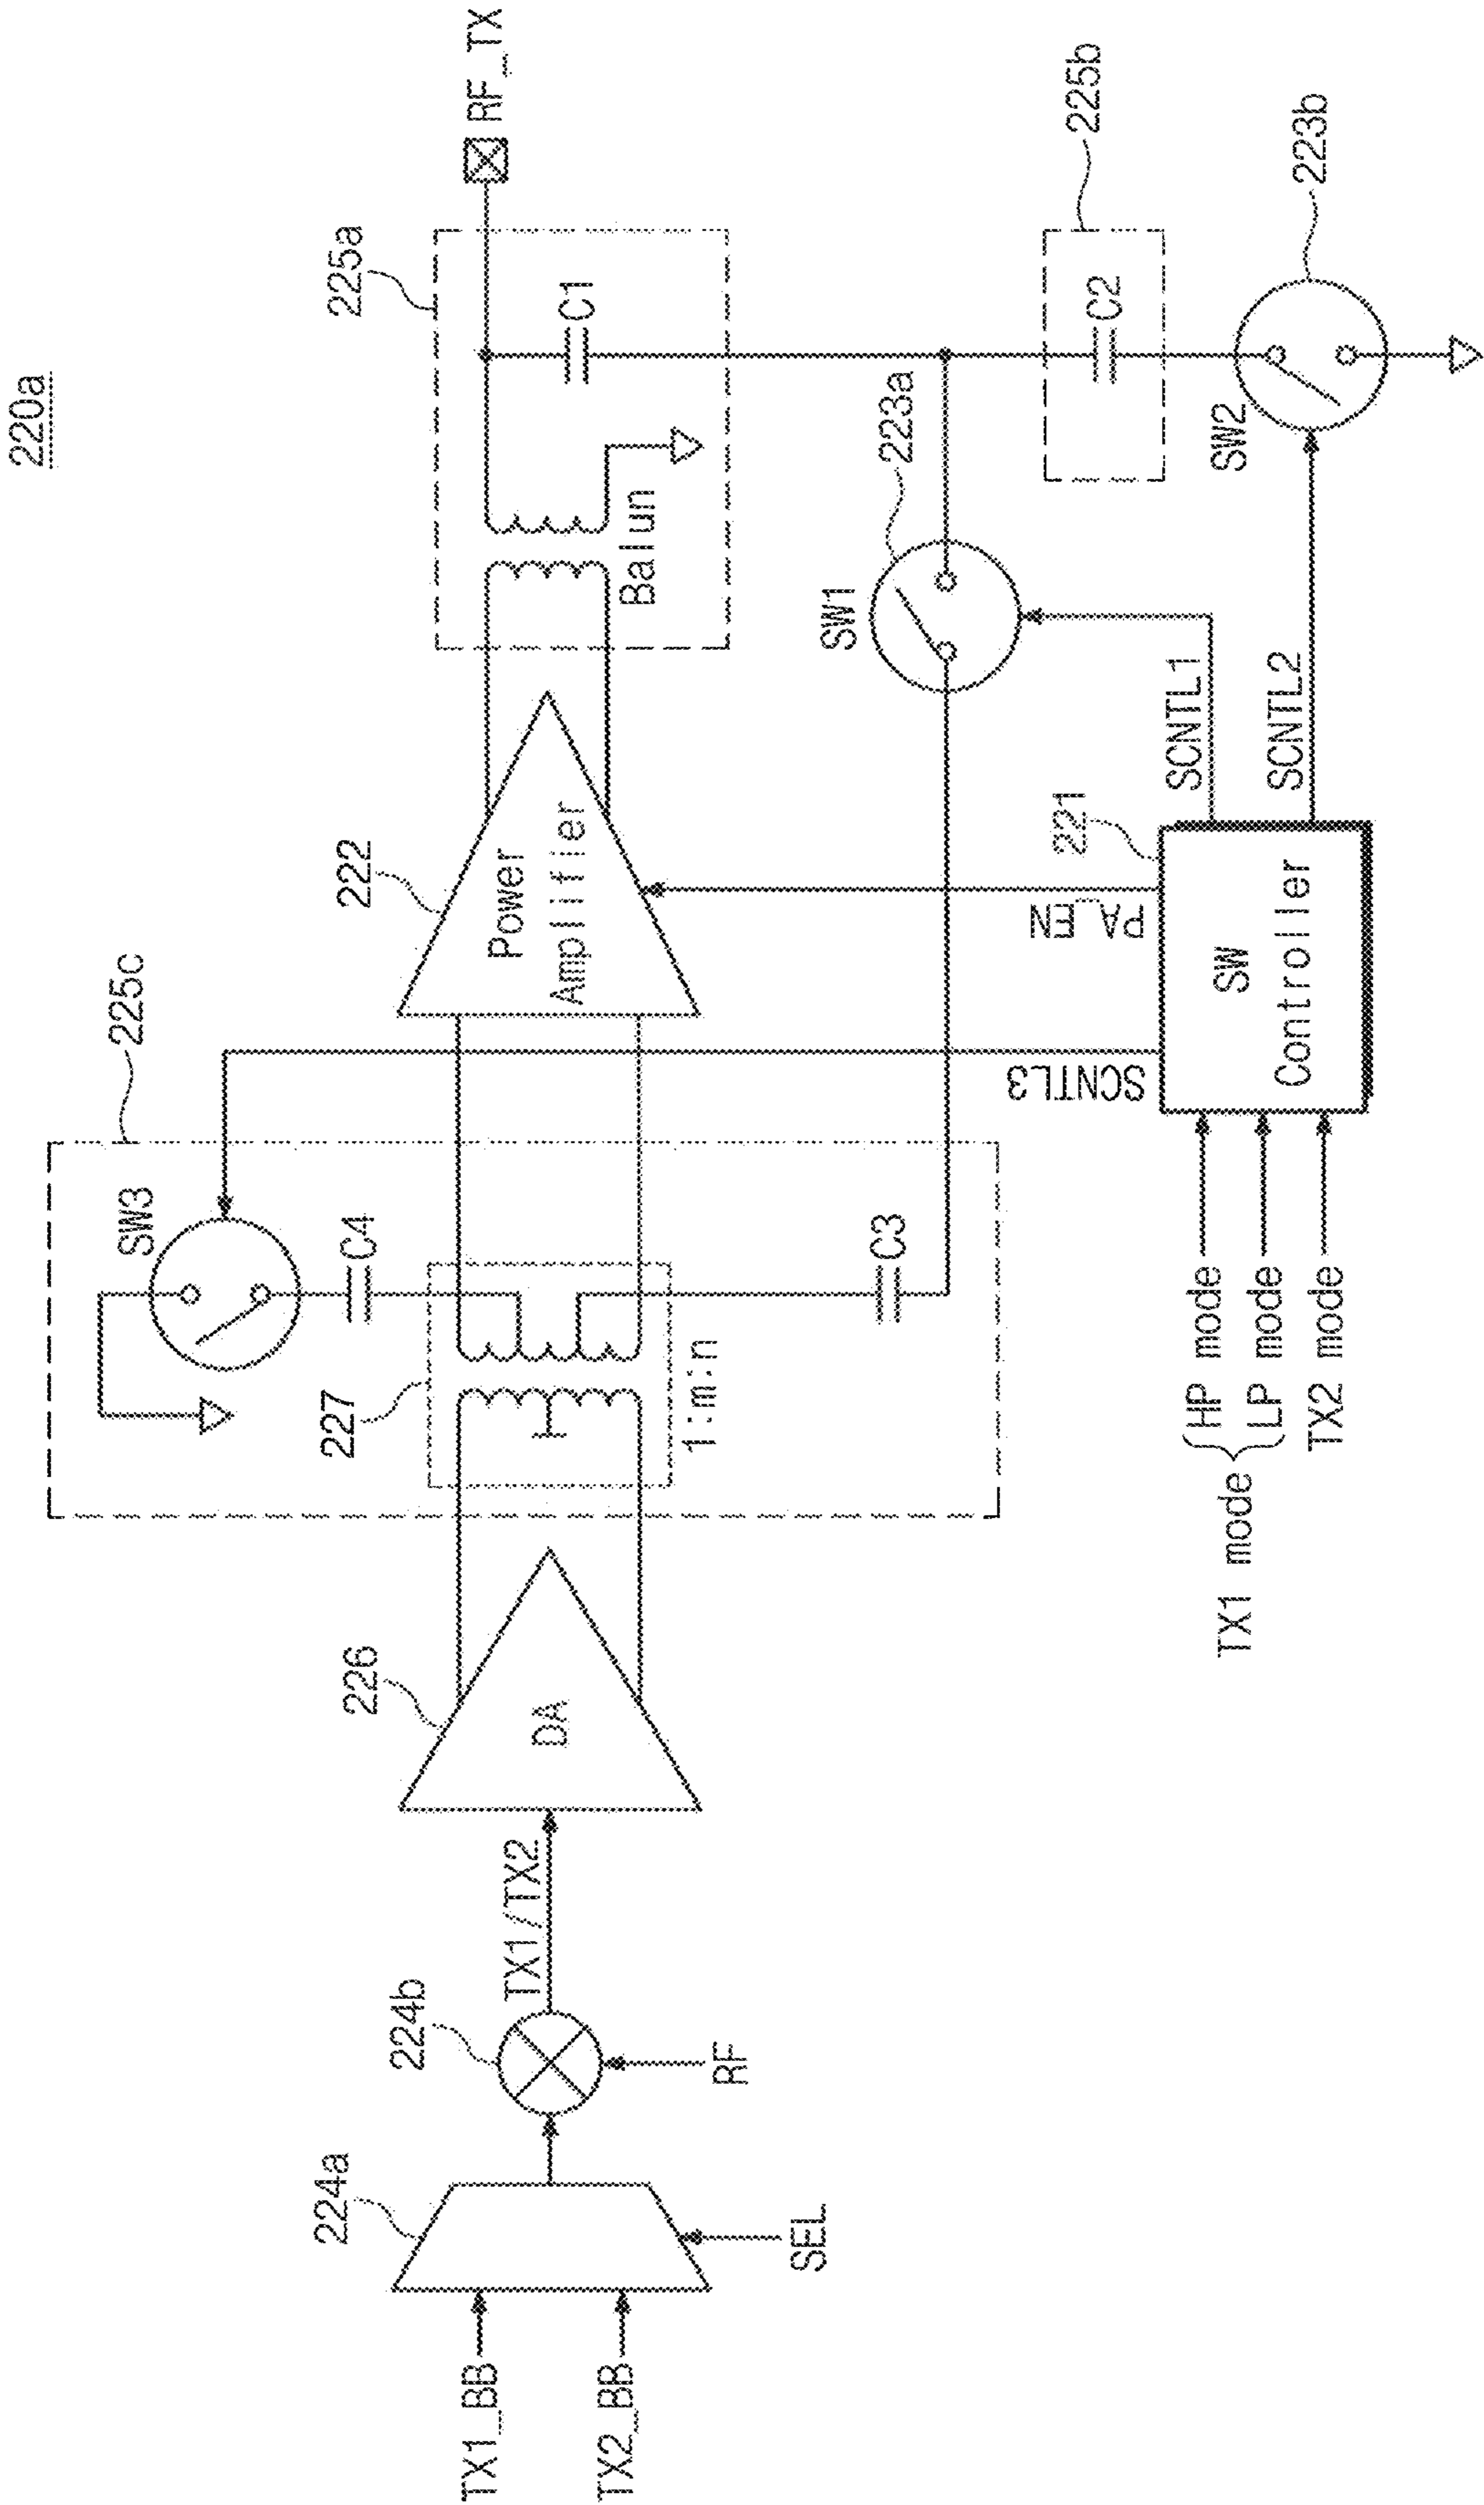 220a
225c
SW3
C4
227
1:m:n
C3
222
Power
Amplifier
225a
Balun
C1
RF_TX
226
DA
TX1/TX2
224b
RF
224a
SEL
TX1_BB
TX2_BB
SW1
223a
225b
C2
SW2
223b
SCNTL3
PA_EN
221
SW
Controller
SCNTL1
SCNTL2
TX1 mode
HP mode
LP mode
TX2 mode